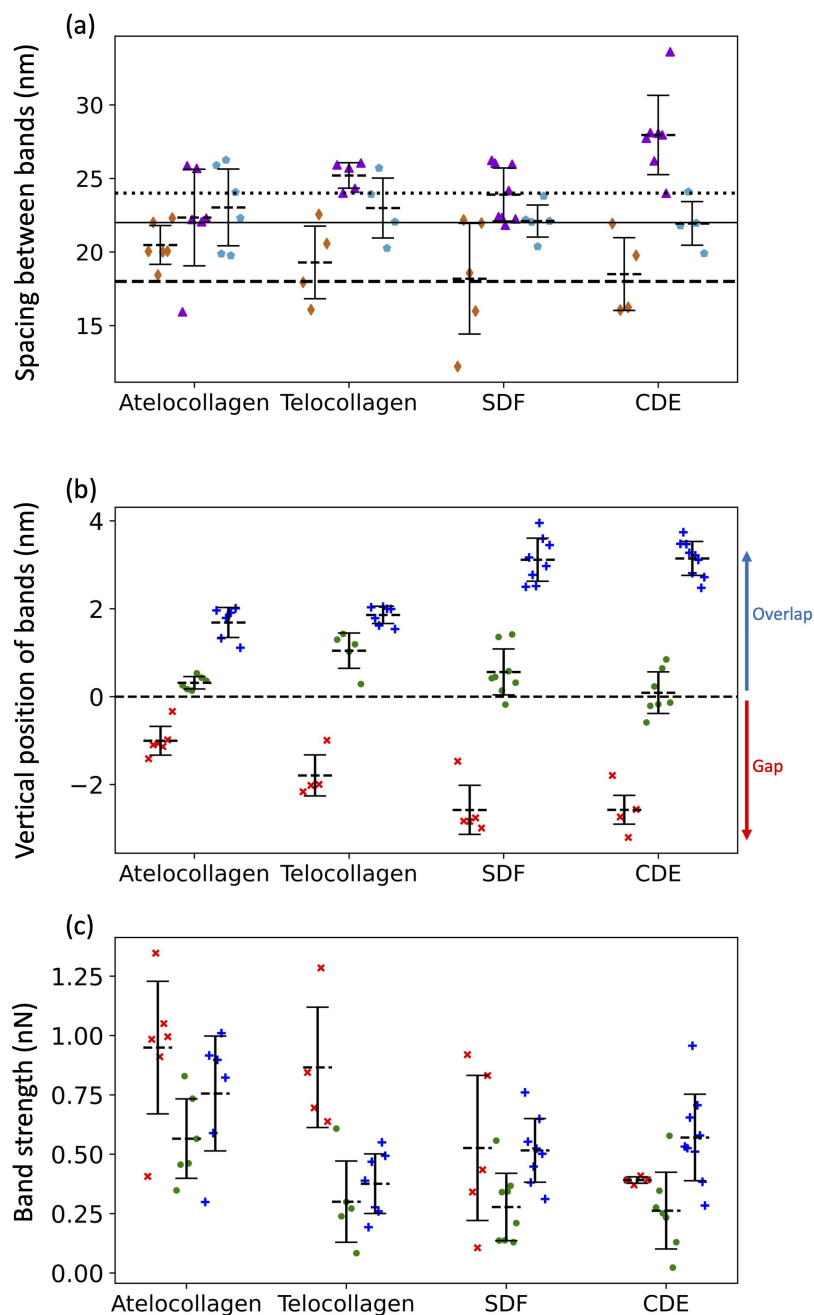 (a)
Spacing between bands (nm)
30
25
20
15
Atelocollagen Telocollagen SDF CDE
(b)
Vertical position of bands (nm)
4
2
0
−2
Overlap
Gap
Atelocollagen Telocollagen SDF CDE
(c)
Band strength (nN)
1.25
1.00
0.75
0.50
0.25
0.00
Atelocollagen Telocollagen SDF CDE